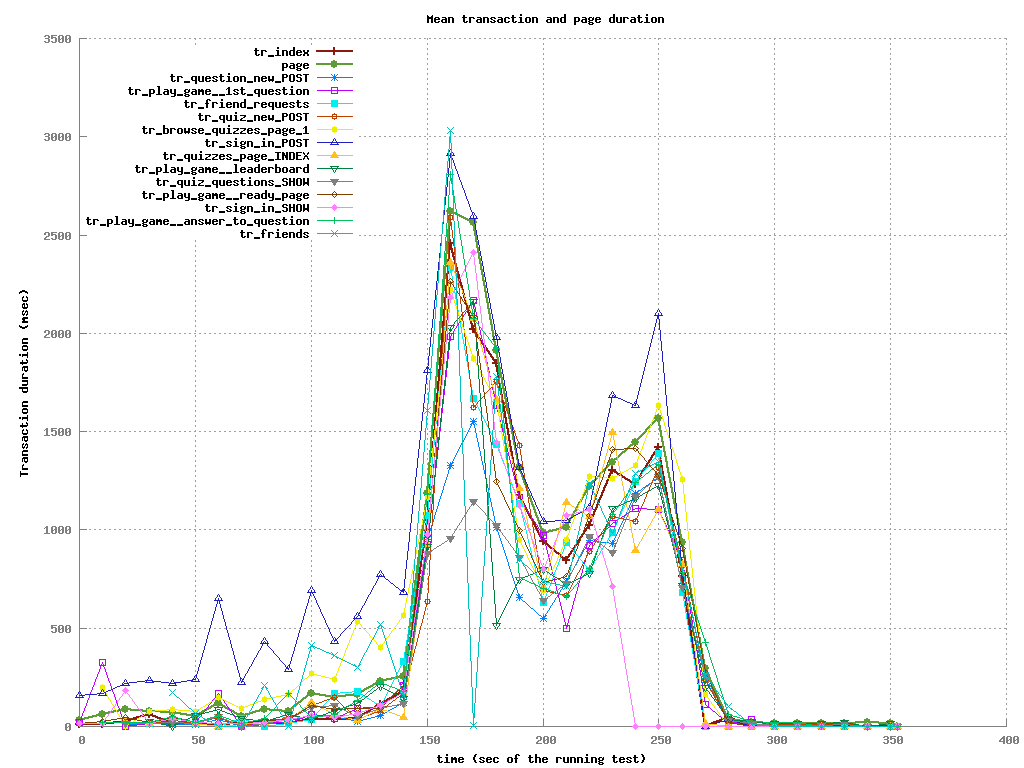 Mean transaction and page duration
3500
3000
2500
2000
1500
1000
500
0
Transaction duration (msec)
tr_index
page
tr_question_new_POST
tr_play_game__1st_question
tr_friend_requests
tr_quiz_new_POST
tr_browse_quizzes_page_1
tr_sign_in_POST
tr_quizzes_page_INDEX
tr_play_game__leaderboard
tr_quiz_questions_SHOW
tr_play_game__ready_page
tr_sign_in_SHOW
tr_play_game__answer_to_question
tr_friends
0 50 100 150 200 250 300 350 400
time (sec of the running test)